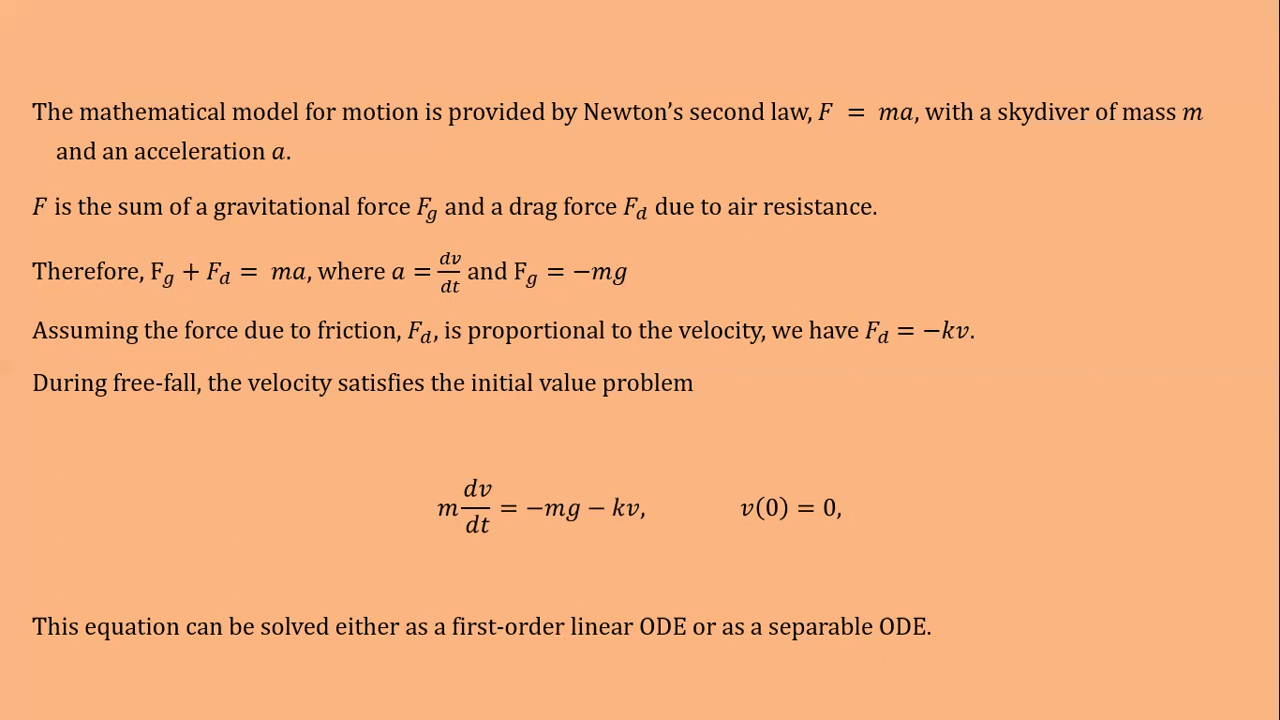 The mathematical model for motion is provided by Newton’s second law, F = ma, with a skydiver of mass m
and an acceleration a.
F is the sum of a gravitational force F_g and a drag force F_d due to air resistance.
Therefore, F_g + F_d = ma, where a = dv/dt and F_g = −mg
Assuming the force due to friction, F_d, is proportional to the velocity, we have F_d = −kv.
During free-fall, the velocity satisfies the initial value problem
m dv/dt = −mg − kv, v(0) = 0,
This equation can be solved either as a first-order linear ODE or as a separable ODE.